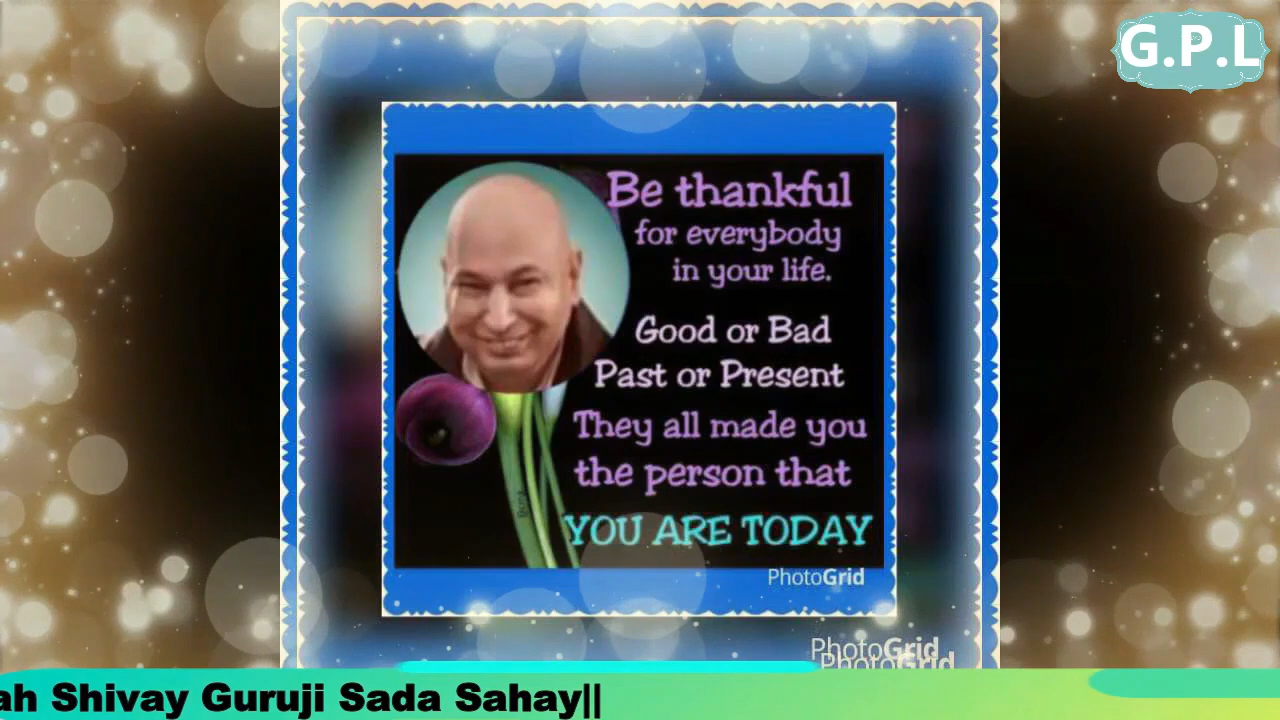 G.P.L
Be thankful
for everybody
in your life.
Good or Bad
Past or Present
They all made you
the person that
YOU ARE TODAY
PhotoGrid
PhotoGrid
PhotoGrid
ah Shivay Guruji Sada Sahay||